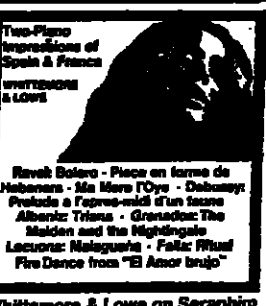 Two-Piano
Impressions of
Spain & France
WHITTEMORE
& LOWE
Ravel: Bolero - Piece en forme de
Habanera - Ma Mere l'Oye - Debussy:
Prelude a l'apres-midi d'un faune
Albeniz: Triana - Granados: The
Maiden and the Nightingale
Lecuona: Malagueña - Falla: Ritual
Fire Dance from "El Amor brujo"
Whittemore & Lowe on Seraphim